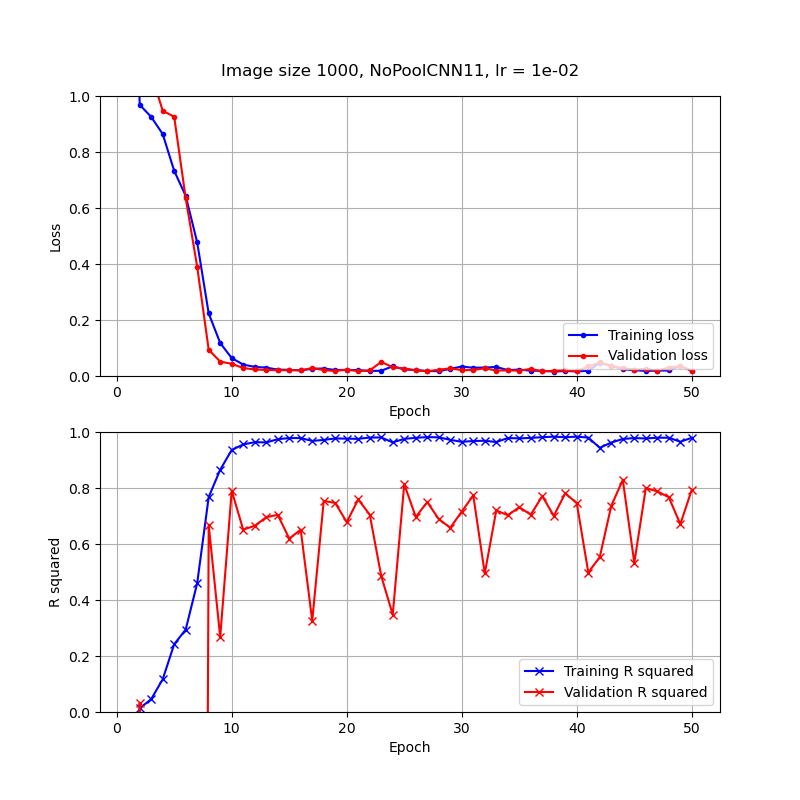 Image size 1000, NoPoolCNN11, lr = 1e-02
1.0
0.8
0.6
0.4
0.2
0.0
Loss
0
10
20
30
40
50
Epoch
Training loss
Validation loss
1.0
0.8
0.6
0.4
0.2
0.0
R squared
0
10
20
30
40
50
Epoch
Training R squared
Validation R squared